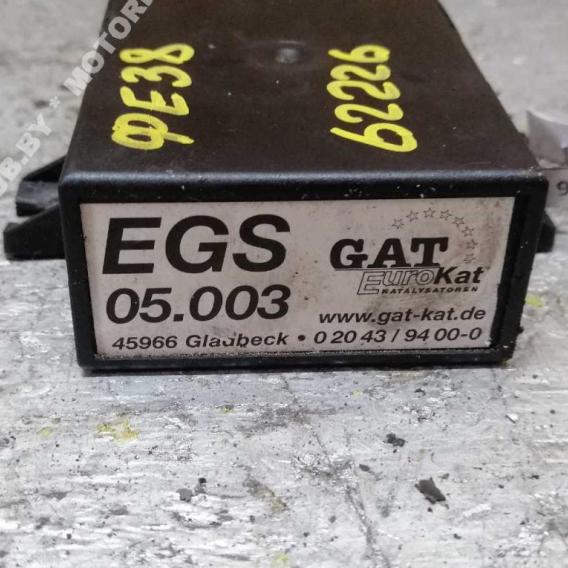 ФЕ38
62226
EGS
05.003
45966 Gladbeck • 0 20 43 / 94 00-0
GAT
EuroKat
KATALYSATOREN
www.gat-kat.de